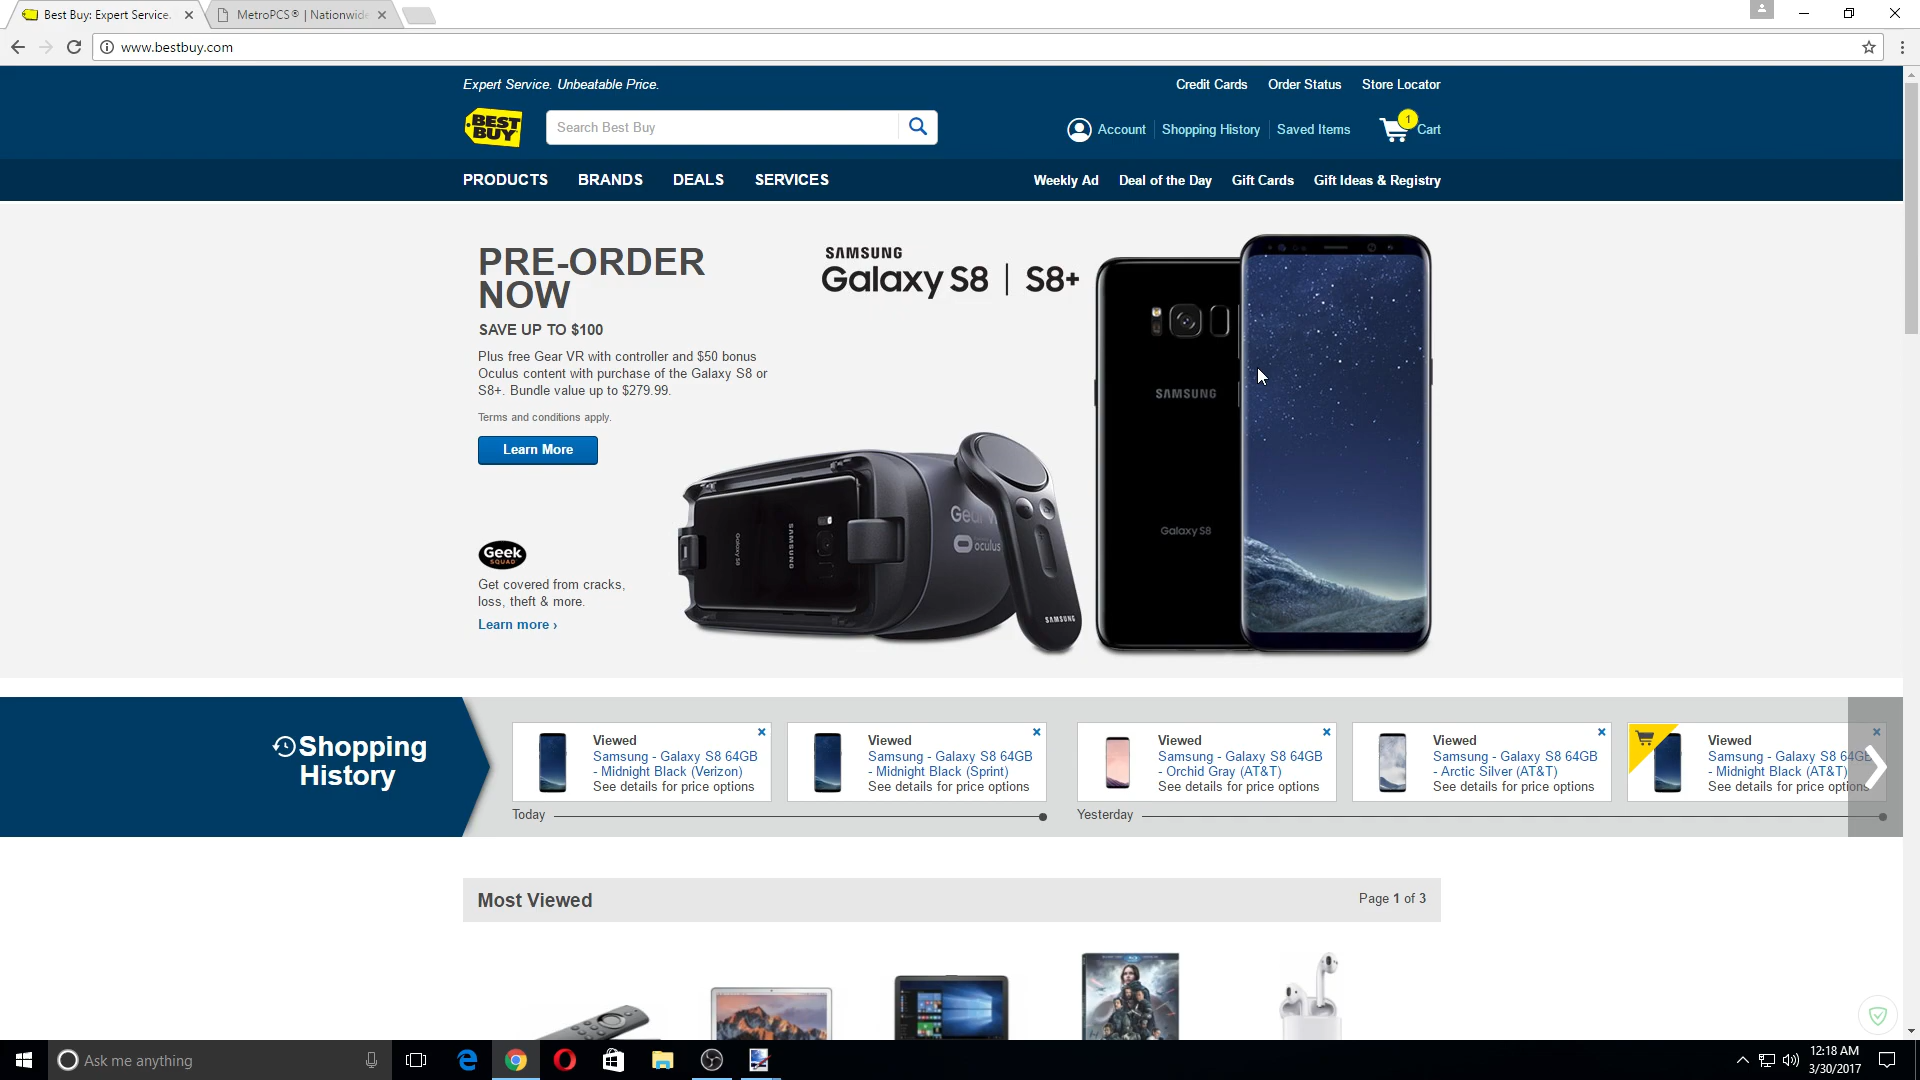 Best Buy: Expert Service.
MetroPCS® | Nationwide
www.bestbuy.com
Expert Service. Unbeatable Price.
Credit Cards
Order Status
Store Locator
BEST
BUY
Search Best Buy
Account
Shopping History
Saved Items
1
Cart
PRODUCTS
BRANDS
DEALS
SERVICES
Weekly Ad
Deal of the Day
Gift Cards
Gift Ideas & Registry
PRE-ORDER
NOW
SAVE UP TO $100
Plus free Gear VR with controller and $50 bonus
Oculus content with purchase of the Galaxy S8 or
S8+. Bundle value up to $279.99.
Terms and conditions apply.
Learn More
SAMSUNG
Galaxy S8 | S8+
SAMSUNG
Galaxy S8
SAMSUNG
Galaxy S8
Gear
oculus
SAMSUNG
Geek
SQUAD
Get covered from cracks,
loss, theft & more.
Learn more ›
Shopping
History
Viewed
Samsung - Galaxy S8 64GB
- Midnight Black (Verizon)
See details for price options
Viewed
Samsung - Galaxy S8 64GB
- Midnight Black (Sprint)
See details for price options
Viewed
Samsung - Galaxy S8 64GB
- Orchid Gray (AT&T)
See details for price options
Viewed
Samsung - Galaxy S8 64GB
- Arctic Silver (AT&T)
See details for price options
Viewed
Samsung - Galaxy S8 64GB
- Midnight Black (AT&T)
See details for price options
Today
Yesterday
Most Viewed
Page 1 of 3
Ask me anything
12:18 AM
3/30/2017